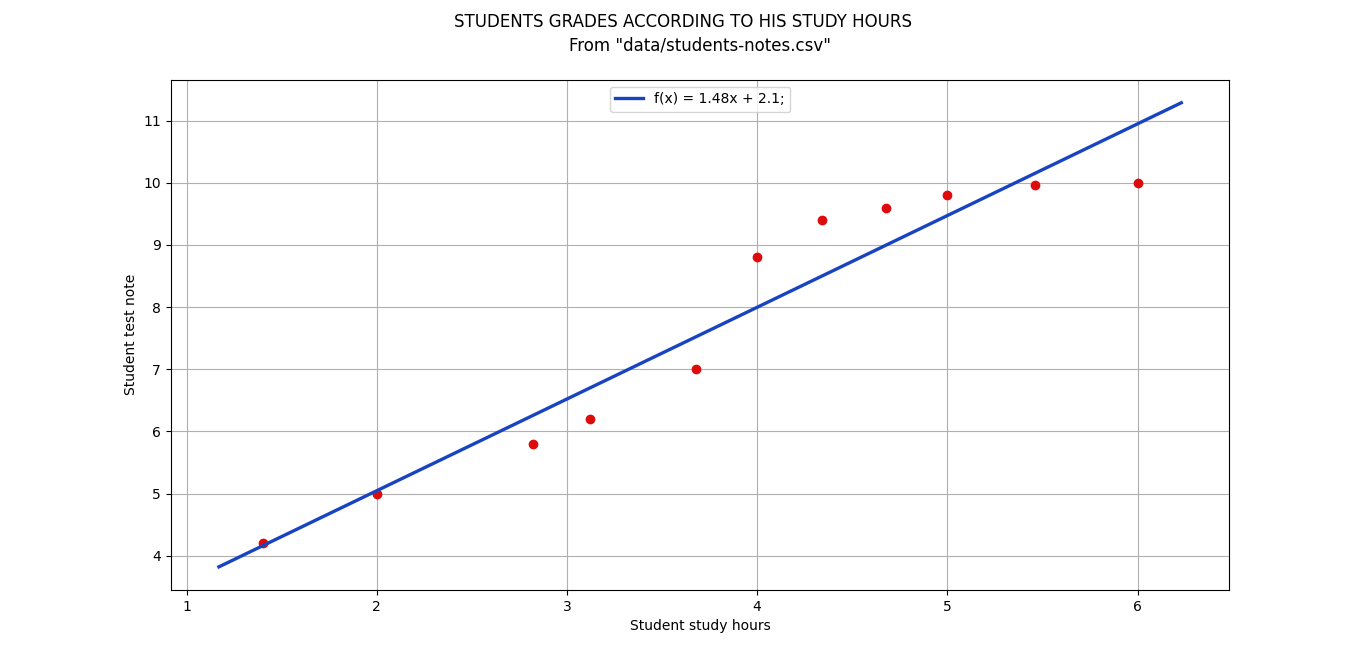 STUDENTS GRADES ACCORDING TO HIS STUDY HOURS
From "data/students-notes.csv"
f(x) = 1.48x + 2.1;
11
10
9
8
7
6
5
4
Student test note
1 2 3 4 5 6
Student study hours